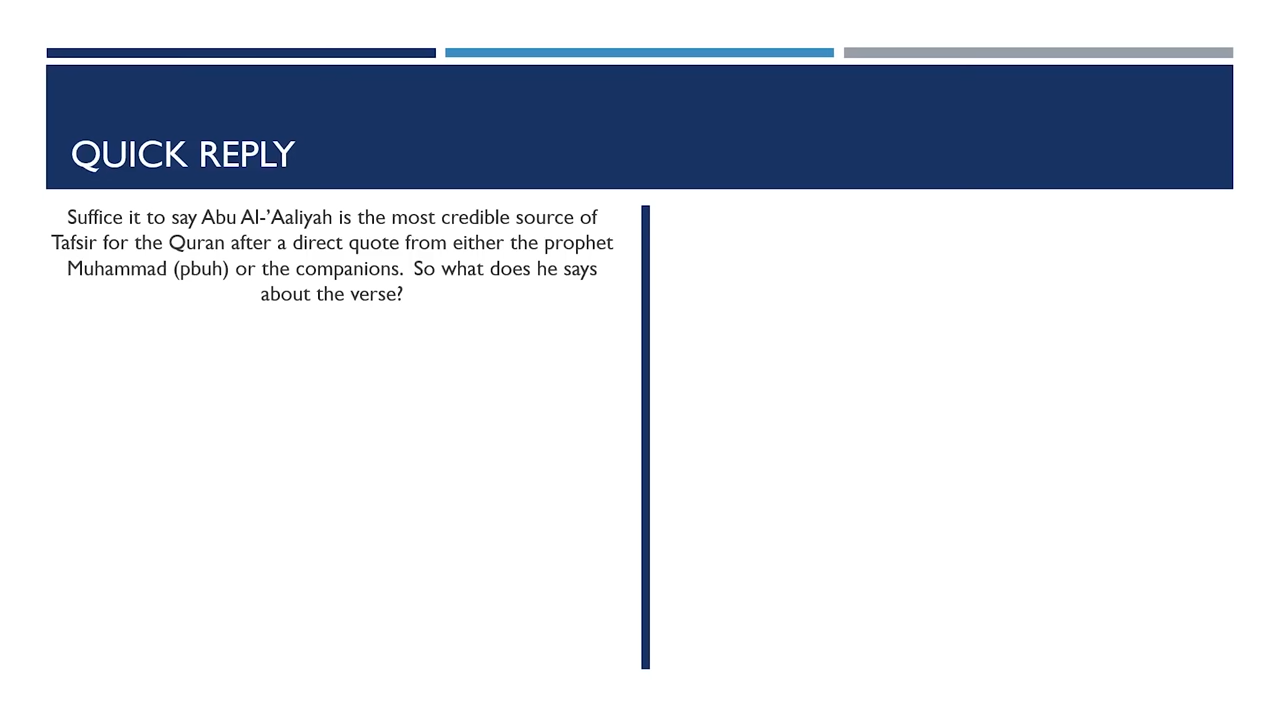 QUICK REPLY
Suffice it to say Abu Al-’Aaliyah is the most credible source of
Tafsir for the Quran after a direct quote from either the prophet
Muhammad (pbuh) or the companions.  So what does he says
about the verse?